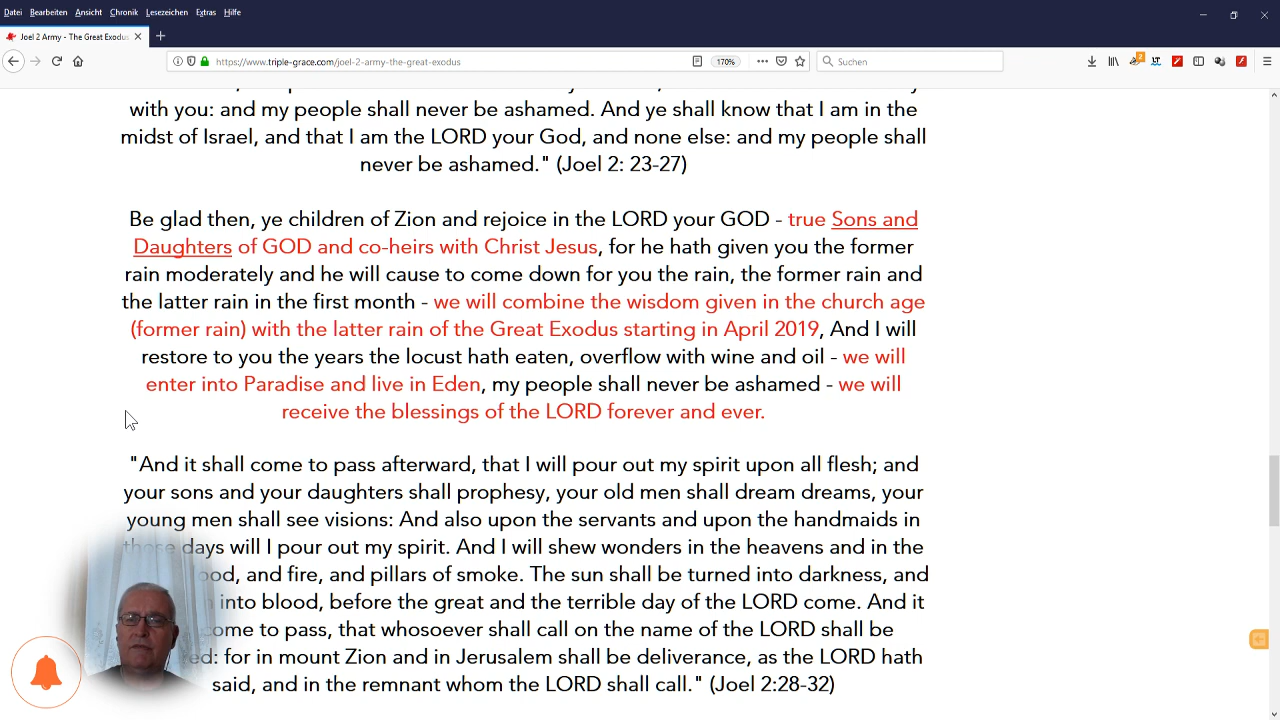 Datei Bearbeiten Ansicht Chronik Lesezeichen Extras Hilfe
Joel 2 Army - The Great Exodus
https://www.triple-grace.com/joel-2-army-the-great-exodus
170%
Suchen
with you: and my people shall never be ashamed. And ye shall know that I am in the
midst of Israel, and that I am the LORD your God, and none else: and my people shall
never be ashamed." (Joel 2: 23-27)
Be glad then, ye children of Zion and rejoice in the LORD your GOD - true Sons and
Daughters of GOD and co-heirs with Christ Jesus, for he hath given you the former
rain moderately and he will cause to come down for you the rain, the former rain and
the latter rain in the first month - we will combine the wisdom given in the church age
(former rain) with the latter rain of the Great Exodus starting in April 2019, And I will
restore to you the years the locust hath eaten, overflow with wine and oil - we will
enter into Paradise and live in Eden, my people shall never be ashamed - we will
receive the blessings of the LORD forever and ever.
"And it shall come to pass afterward, that I will pour out my spirit upon all flesh; and
your sons and your daughters shall prophesy, your old men shall dream dreams, your
young men shall see visions: And also upon the servants and upon the handmaids in
those days will I pour out my spirit. And I will shew wonders in the heavens and in the
and fire, and pillars of smoke. The sun shall be turned into darkness, and
into blood, before the great and the terrible day of the LORD come. And it
come to pass, that whosoever shall call on the name of the LORD shall be
for in mount Zion and in Jerusalem shall be deliverance, as the LORD hath
said, and in the remnant whom the LORD shall call." (Joel 2:28-32)